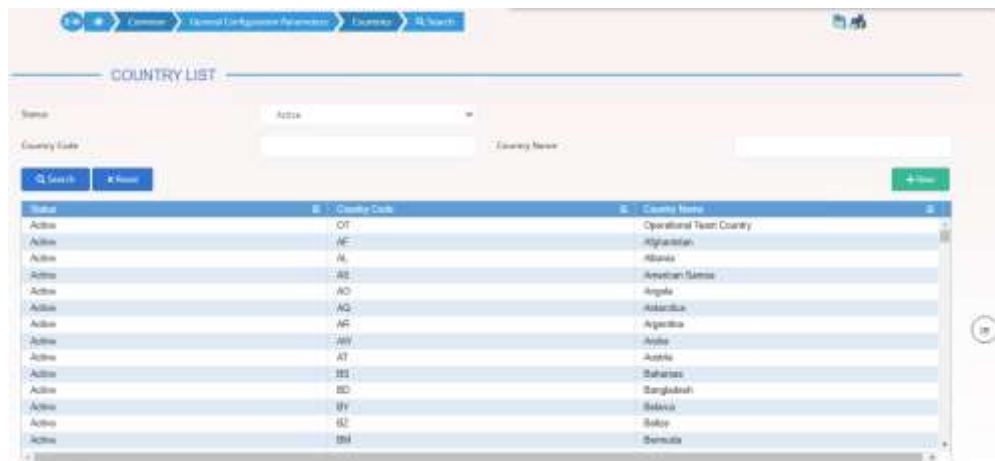 Common General Configuration Parameters Countries Search
COUNTRY LIST
Status Active
Country Code Country Name
Search Reset New
Status Country Code Country Name
Active OT Operational Team Country
Active AF Afghanistan
Active AL Albania
Active AS American Samoa
Active AO Angola
Active AQ Antarctica
Active AR Argentina
Active AW Aruba
Active AT Austria
Active BS Bahamas
Active BD Bangladesh
Active BY Belarus
Active BZ Belize
Active BM Bermuda